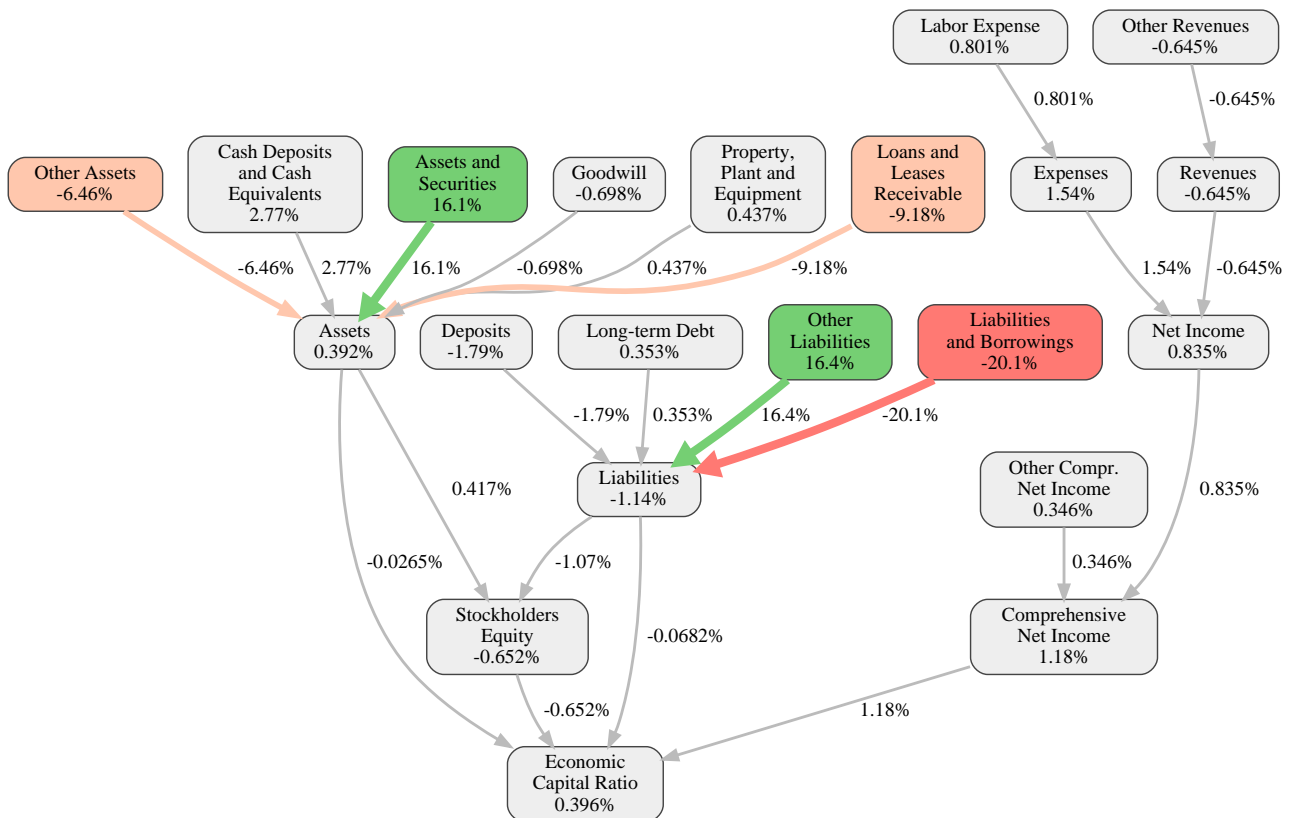 Labor Expense
0.801%
Other Revenues
-0.645%
0.801%
-0.645%
Other Assets
-6.46%
Cash Deposits
and Cash
Equivalents
2.77%
Assets and
Securities
16.1%
Goodwill
-0.698%
Property,
Plant and
Equipment
0.437%
Loans and
Leases
Receivable
-9.18%
Expenses
1.54%
Revenues
-0.645%
-6.46%
2.77%
16.1%
-0.698%
0.437%
-9.18%
1.54%
-0.645%
Assets
0.392%
Deposits
-1.79%
Long-term Debt
0.353%
Other
Liabilities
16.4%
Liabilities
and Borrowings
-20.1%
Net Income
0.835%
-1.79%
0.353%
16.4%
-20.1%
Liabilities
-1.14%
Other Compr.
Net Income
0.346%
0.417%
0.835%
-0.0265%
-1.07%
0.346%
Stockholders
Equity
-0.652%
-0.0682%
Comprehensive
Net Income
1.18%
-0.652%
1.18%
Economic
Capital Ratio
0.396%